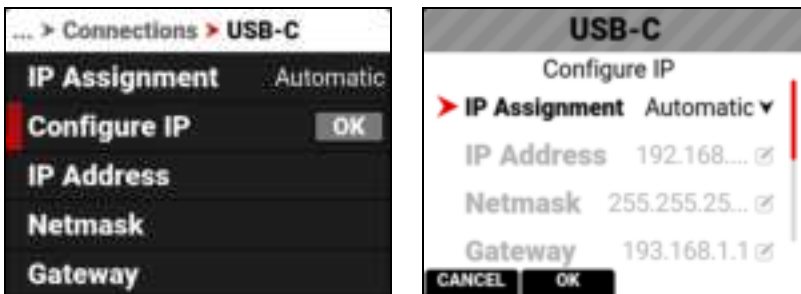 ... > Connections > USB-C
IP Assignment Automatic
Configure IP OK
IP Address
Netmask
Gateway
USB-C
Configure IP
IP Assignment Automatic
IP Address 192.168....
Netmask 255.255.25...
Gateway 193.168.1.1
CANCEL OK